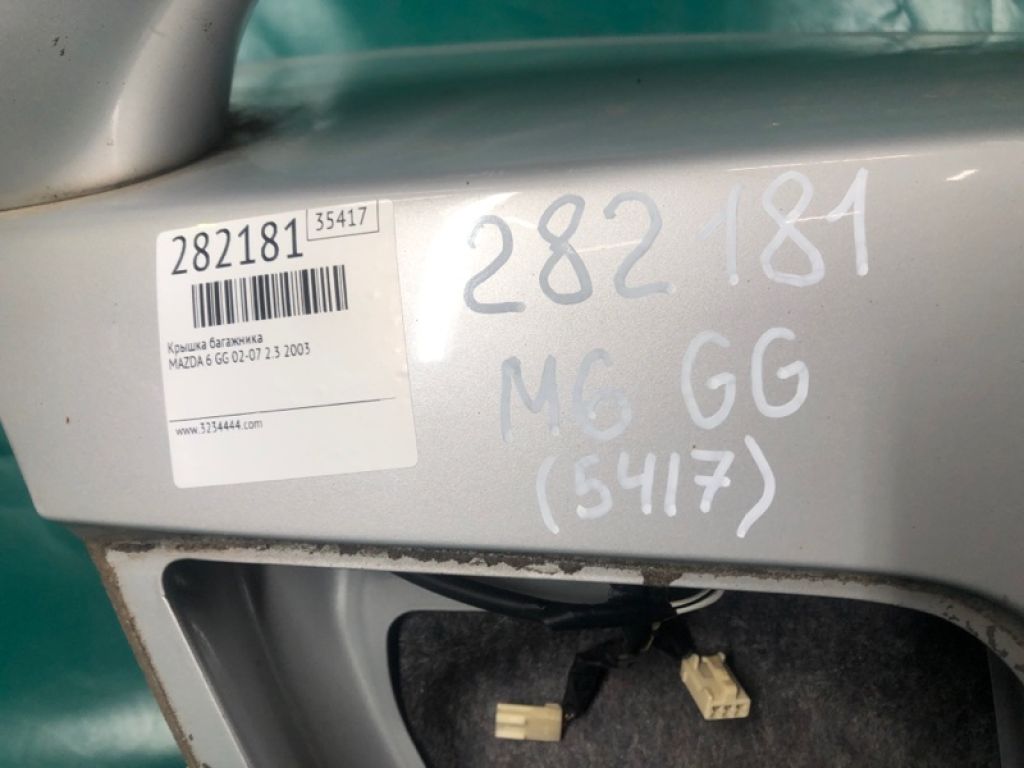 282181
35417
Крышка багажника
MAZDA 6 GG 02-07 2.3 2003
www.3234444.com
282181
M6 GG
(5417)